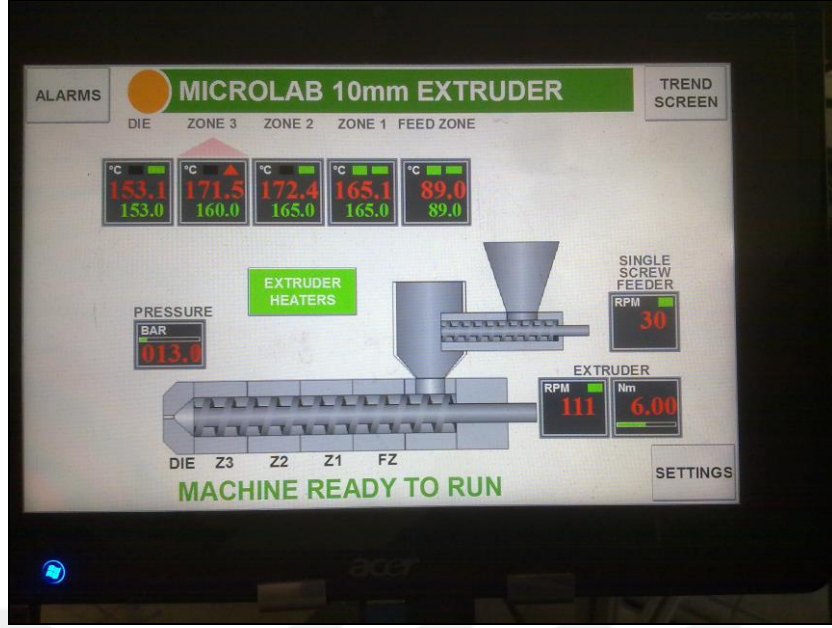 ALARMS
MICROLAB 10mm EXTRUDER
TREND
SCREEN
DIE ZONE 3 ZONE 2 ZONE 1 FEED ZONE
°C °C °C °C °C
153.1 171.5 172.4 165.1 89.0
153.0 160.0 165.0 165.0 89.0
EXTRUDER
HEATERS
SINGLE
SCREW
FEEDER
RPM
30
PRESSURE
BAR
013.0
EXTRUDER
RPM Nm
111 6.00
DIE Z3 Z2 Z1 FZ
MACHINE READY TO RUN
SETTINGS
acer